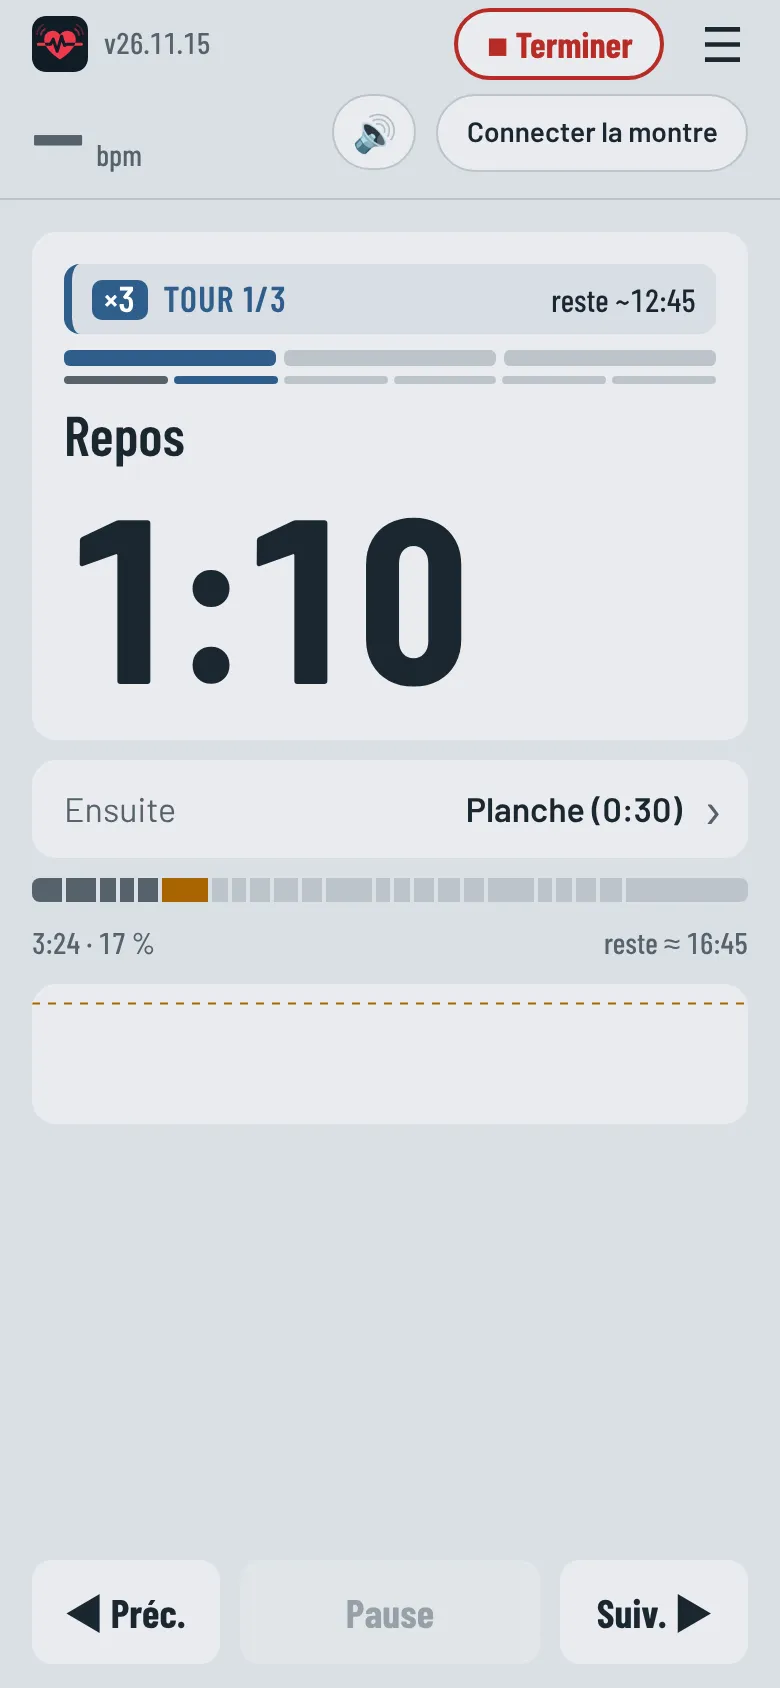 v26.11.15
■ Terminer
— bpm
Connecter la montre
×3 TOUR 1/3
reste ~12:45
Repos
1:10
Ensuite
Planche (0:30) ›
3:24 · 17 %
reste ≈ 16:45
◀ Préc.
Pause
Suiv. ▶